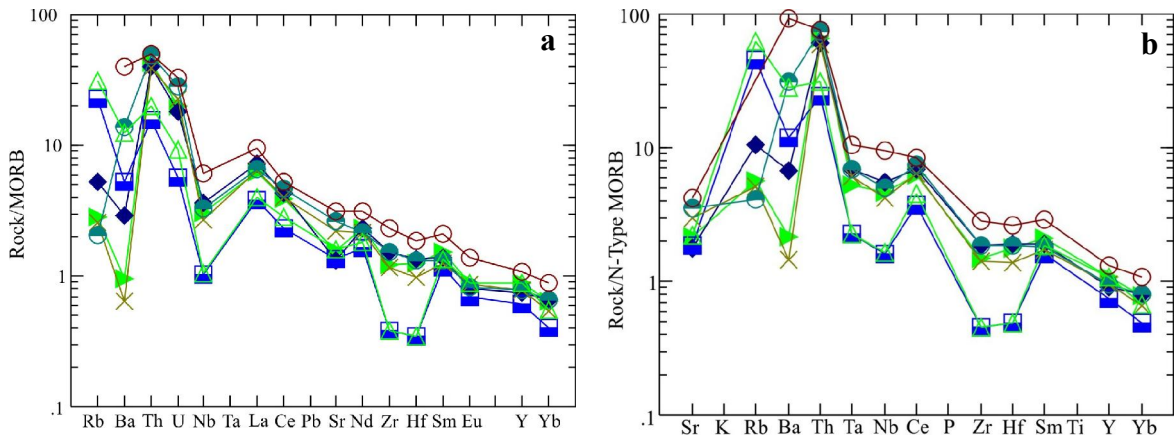 100
10
1
.1
Rock/MORB
a
Rb Ba Th U Nb Ta La Ce Pb Sr Nd Zr Hf Sm Eu Y Yb
100
10
1
.1
Rock/N-Type MORB
b
Sr K Rb Ba Th Ta Nb Ce P Zr Hf Sm Ti Y Yb